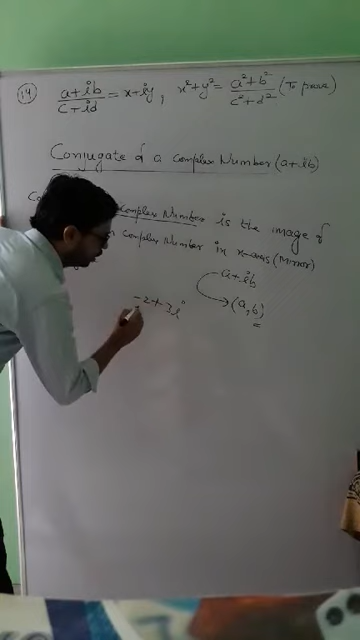 14 (a+ib)/(c+id) = x+iy, x²+y² = (a²+b²)/(c²+d²) (To prove)
Conjugate of a Complex Number (a+ib)
Complex Number is the image of
complex number in x-axis (Mirror)
a+ib
-2+3i
(a,b)